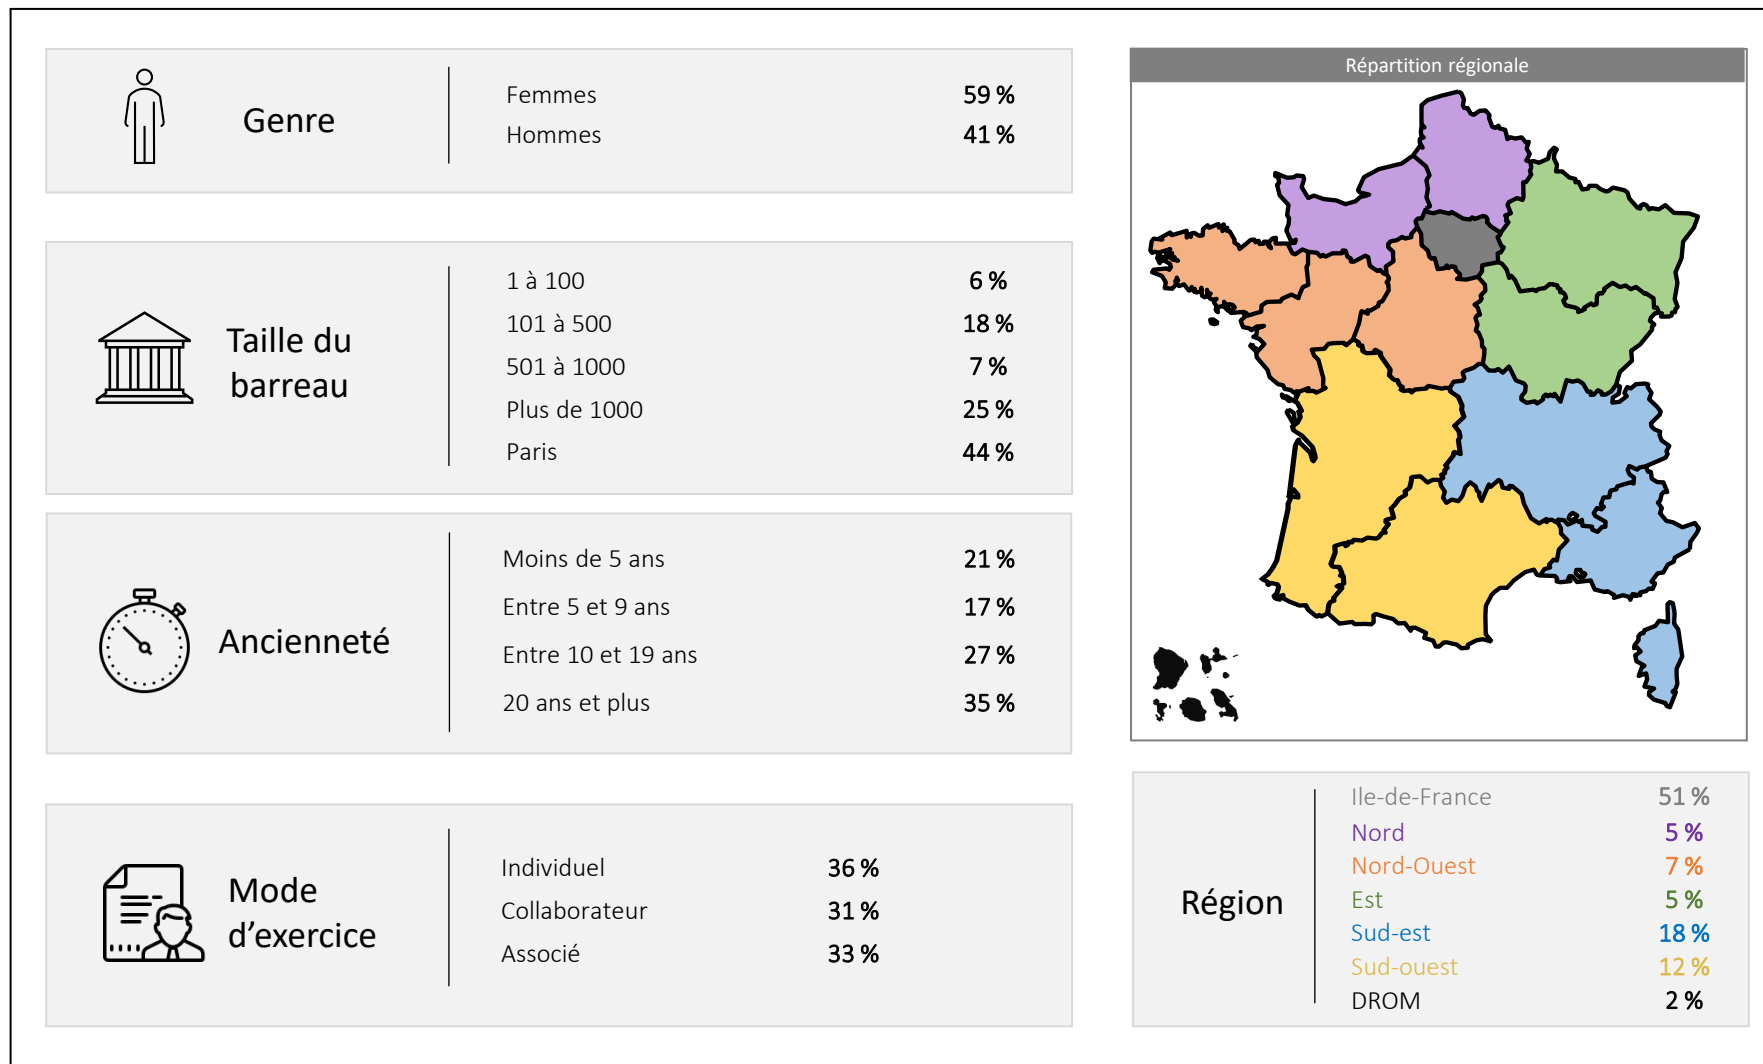 Genre
Femmes 59 %
Hommes 41 %
Taille du
barreau
1 à 100 6 %
101 à 500 18 %
501 à 1000 7 %
Plus de 1000 25 %
Paris 44 %
Ancienneté
Moins de 5 ans 21 %
Entre 5 et 9 ans 17 %
Entre 10 et 19 ans 27 %
20 ans et plus 35 %
Mode
d’exercice
Individuel 36 %
Collaborateur 31 %
Associé 33 %
Répartition régionale
Région
Ile-de-France 51 %
Nord 5 %
Nord-Ouest 7 %
Est 5 %
Sud-est 18 %
Sud-ouest 12 %
DROM 2 %